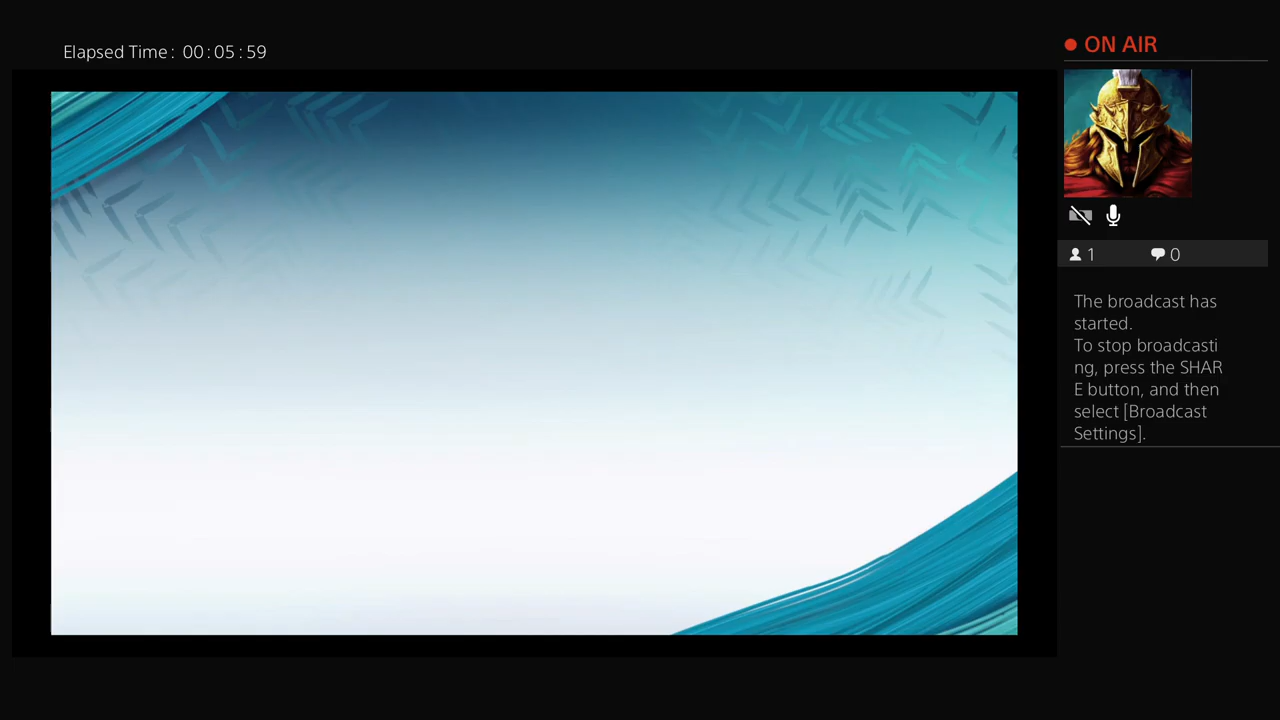 Elapsed Time: 00:05:59
ON AIR
1
0
The broadcast has
started.
To stop broadcasti
ng, press the SHAR
E button, and then
select [Broadcast
Settings].